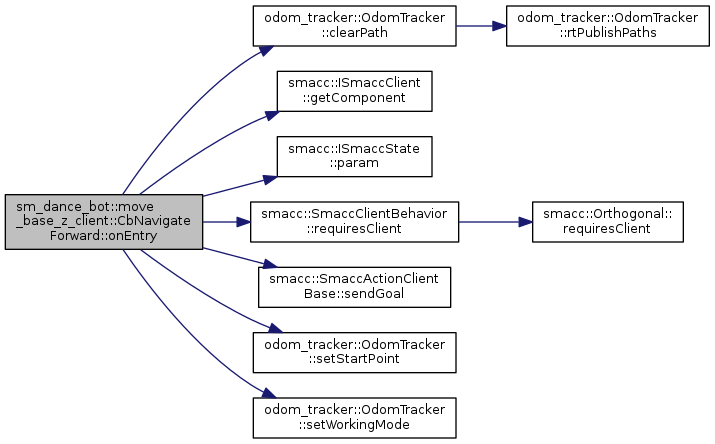 sm_dance_bot::move
_base_z_client::CbNavigate
Forward::onEntry
odom_tracker::OdomTracker
::clearPath
odom_tracker::OdomTracker
::rtPublishPaths
smacc::ISmaccClient
::getComponent
smacc::ISmaccState
::param
smacc::SmaccClientBehavior
::requiresClient
smacc::Orthogonal::
requiresClient
smacc::SmaccActionClient
Base::sendGoal
odom_tracker::OdomTracker
::setStartPoint
odom_tracker::OdomTracker
::setWorkingMode